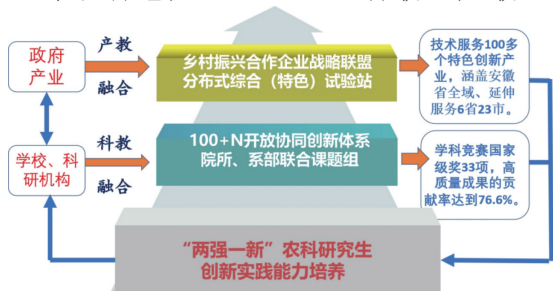 政府
产业
产教
融合
乡村振兴合作企业战略联盟
分布式综合（特色）试验站
技术服务100多
个特色创新产
业，涵盖安徽
省全域、延伸
服务6省23市。
学校、科
研机构
科教
融合
100+N开放协同创新体系
院所、系部联合课题组
学科竞赛国家
级奖33项，高
质量成果的贡
献率达到76.6%。
“两强一新”农科研究生
创新实践能力培养